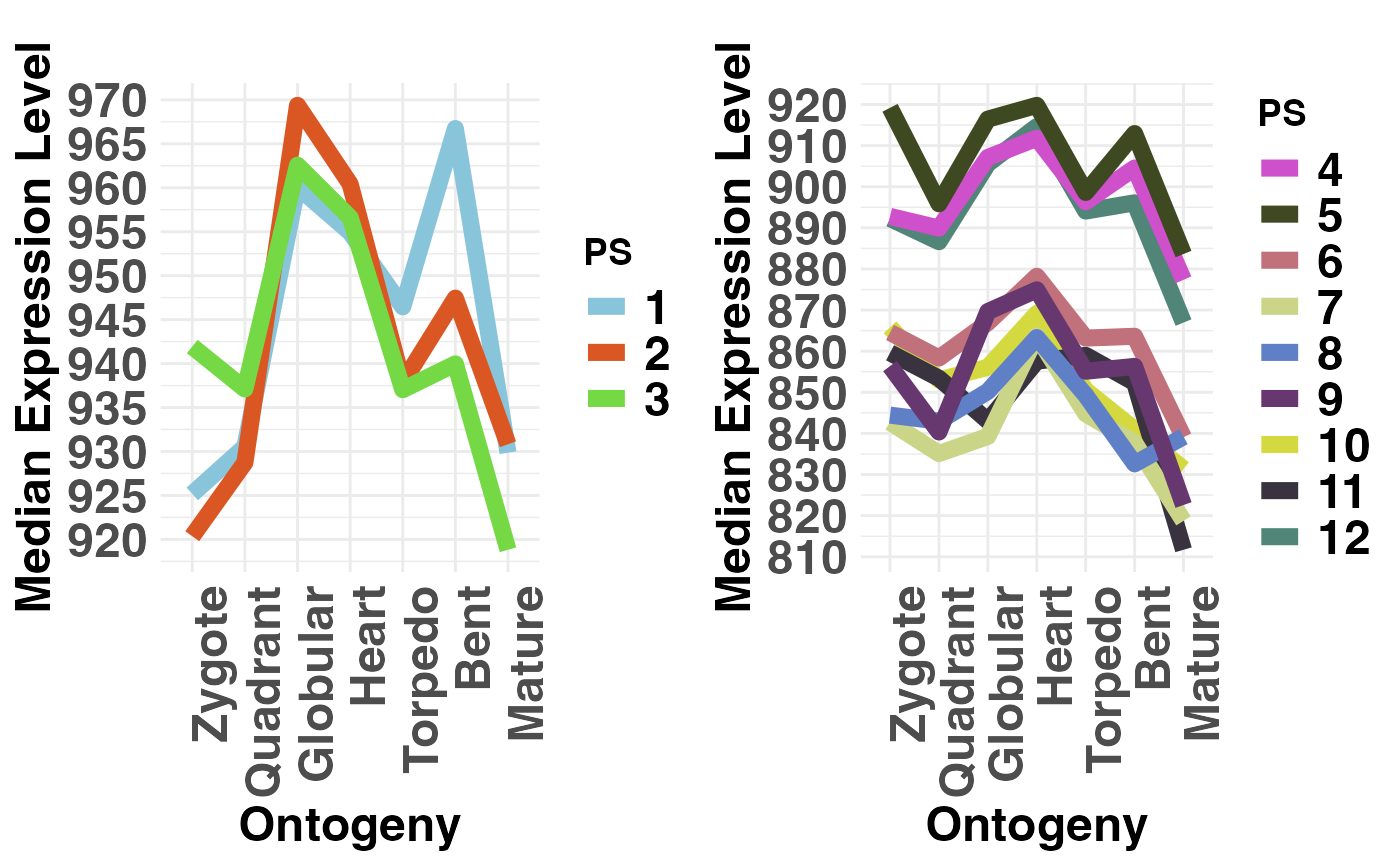 Median Expression Level
970
965
960
955
950
945
940
935
930
925
920
Zygote
Quadrant
Globular
Heart
Torpedo
Bent
Mature
Ontogeny
PS
1
2
3
Median Expression Level
920
910
900
890
880
870
860
850
840
830
820
810
Zygote
Quadrant
Globular
Heart
Torpedo
Bent
Mature
Ontogeny
PS
4
5
6
7
8
9
10
11
12